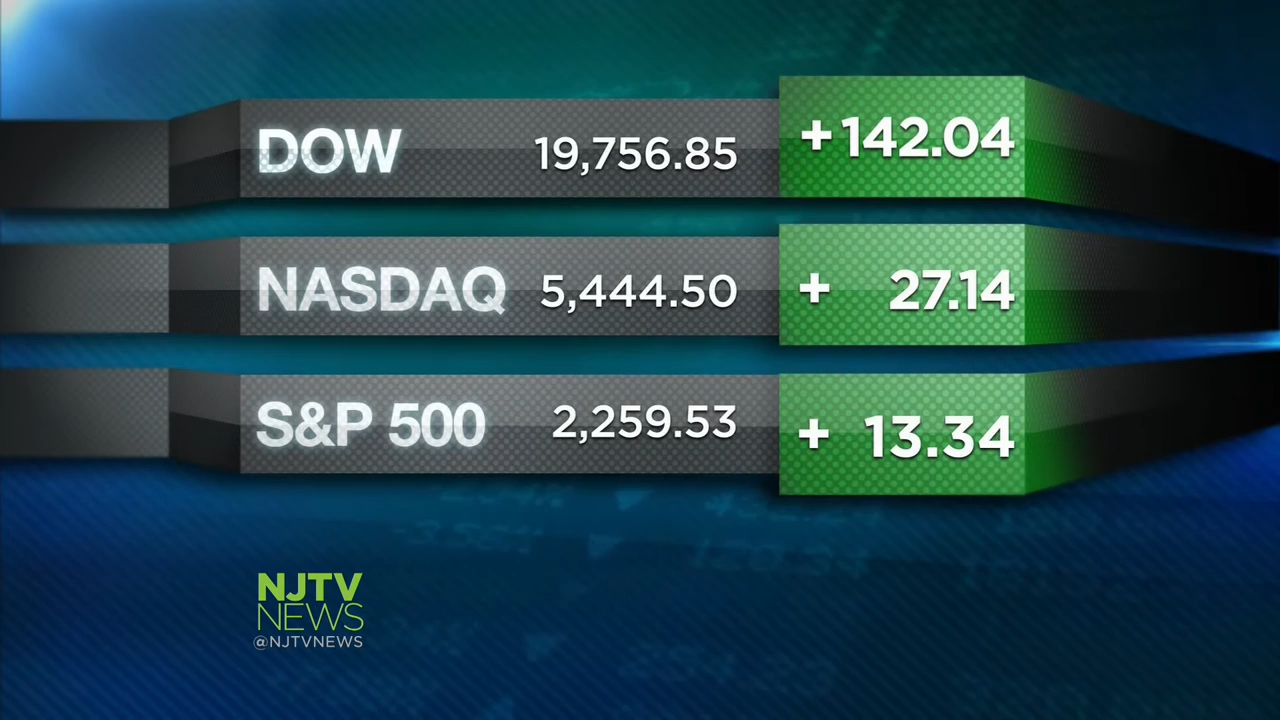 DOW 19,756.85 +142.04
NASDAQ 5,444.50 + 27.14
S&P 500 2,259.53 + 13.34
NJTV
NEWS
@NJTVNEWS